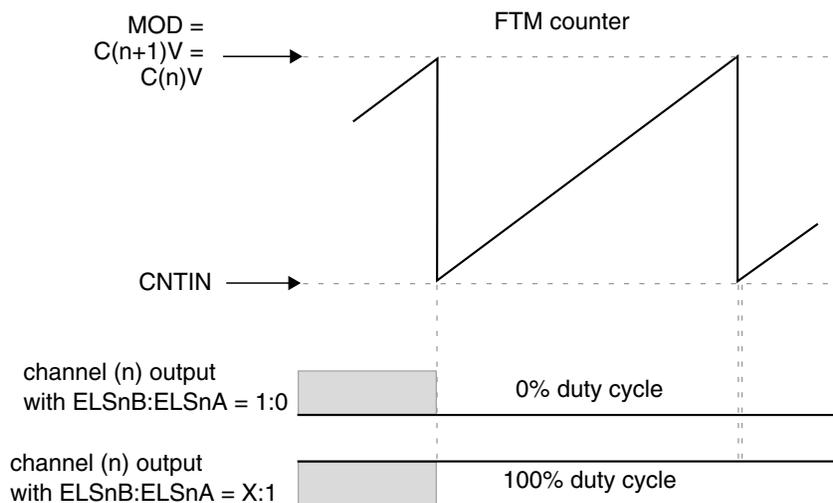 MOD =
C(n+1)V =
C(n)V
FTM counter
CNTIN
channel (n) output
with ELSnB:ELSnA = 1:0
0% duty cycle
channel (n) output
with ELSnB:ELSnA = X:1
100% duty cycle